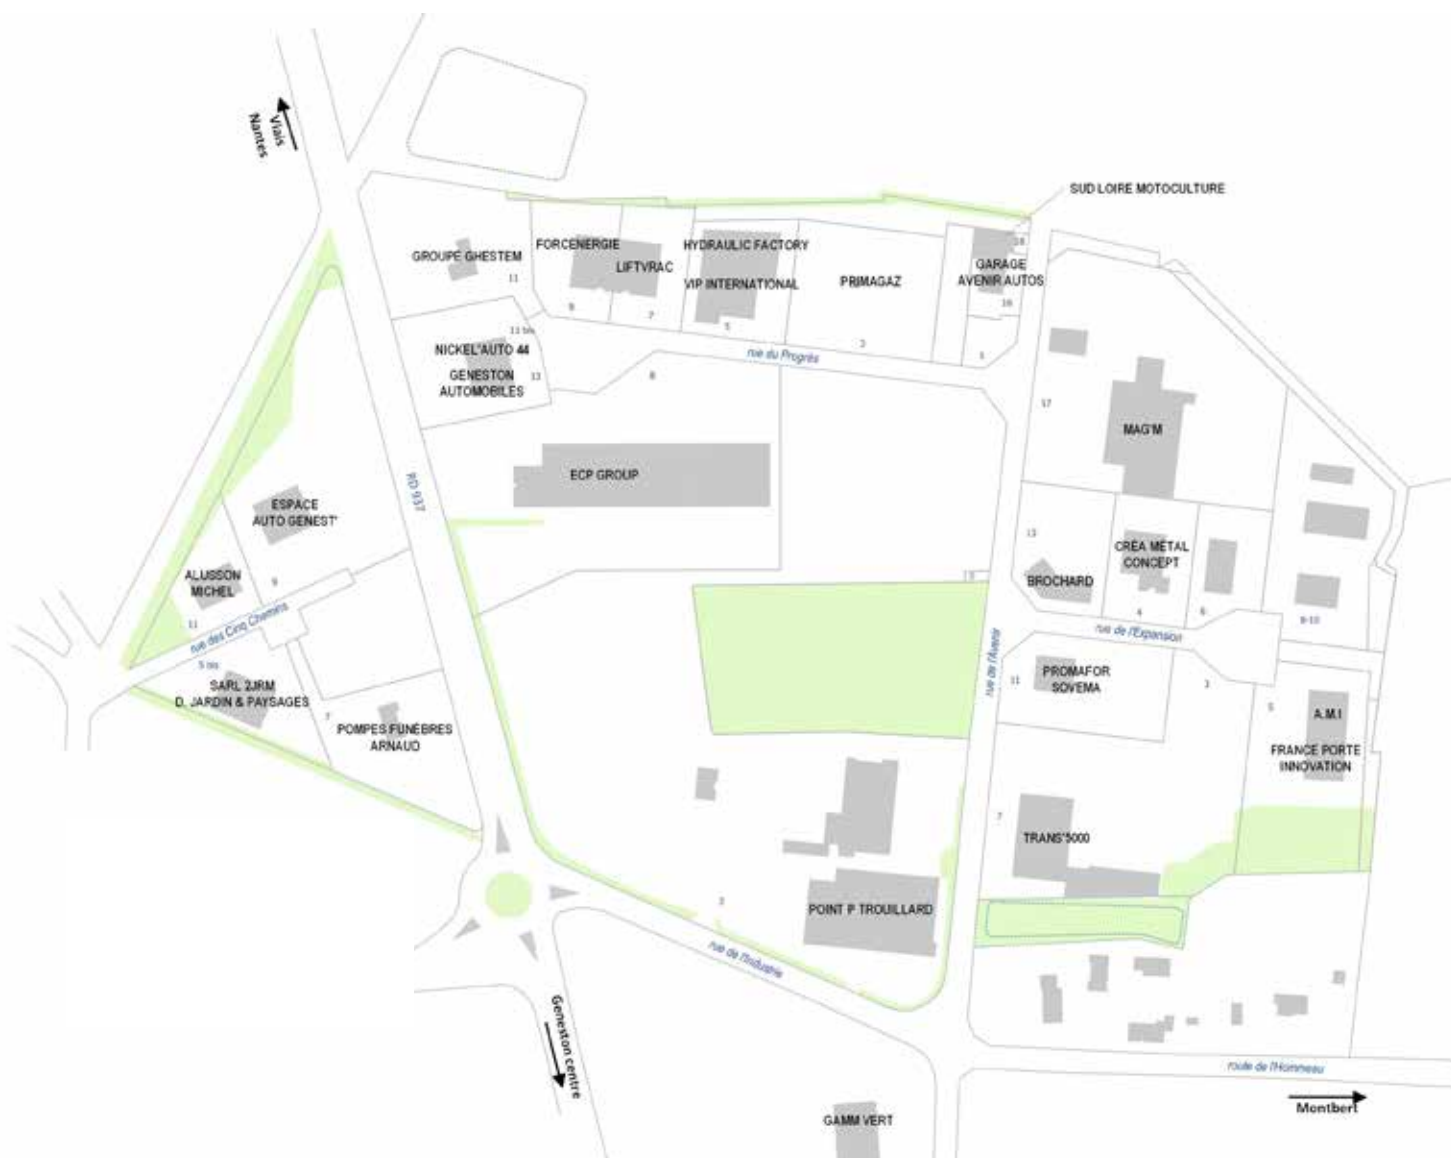 Viais
Nantes
SUD LOIRE MOTOCULTURE
GROUPE GHESTEM
11
FORCENERGIE
9
LIFTVRAC
7
HYDRAULIC FACTORY
VIP INTERNATIONAL
5
PRIMAGAZ
3
18
GARAGE
AVENIR AUTOS
16
1
11 bis
NICKEL'AUTO 44
13
GENESTON
AUTOMOBILES
rue du Progrès
8
17
MAG'M
RD 937
ECP GROUP
ESPACE
AUTO GENEST'
9
ALUSSON
MICHEL
11
rue des Cinq Chemins
5 bis
SARL 2JRM
D. JARDIN & PAYSAGES
7
POMPES FUNÈBRES
ARNAUD
13
BROCHARD
CRÉA MÉTAL
CONCEPT
4
6
8-10
rue de l'Expansion
rue de l'Avenir
11
PROMAFOR
SOVEMA
3
5
A.M.I
FRANCE PORTE
INNOVATION
7
TRANS'5000
3
POINT P TROUILLARD
rue de l'Industrie
Geneston centre
route de l'Hommeau
Montbert
GAMM VERT